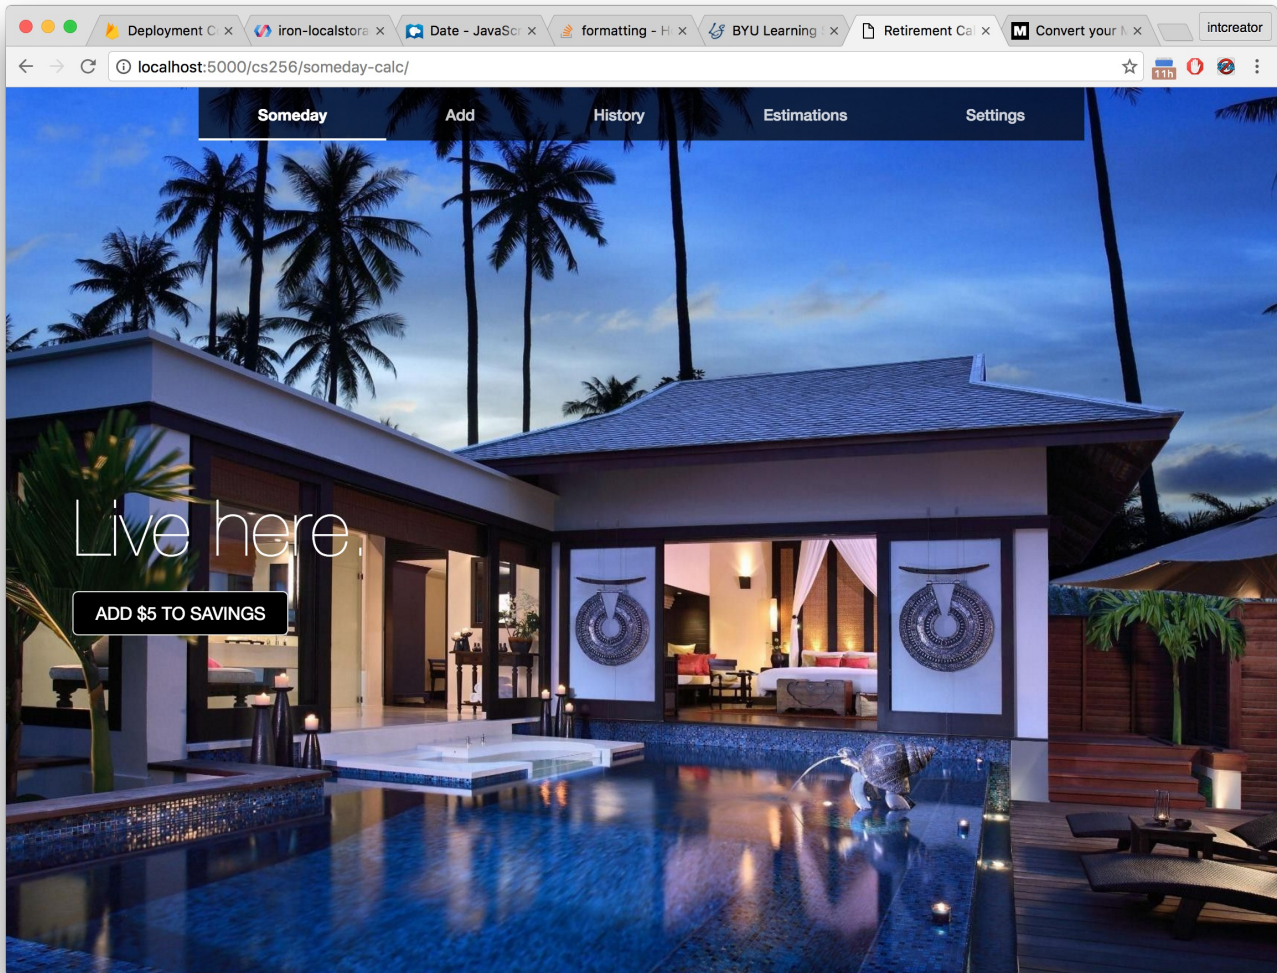 Deployment C
iron-localstora
Date - JavaSc
formatting - H
BYU Learning
Retirement Ca
Convert your
intcreator
localhost:5000/cs256/someday-calc/
11h
Someday
Add
History
Estimations
Settings
Live here.
ADD $5 TO SAVINGS